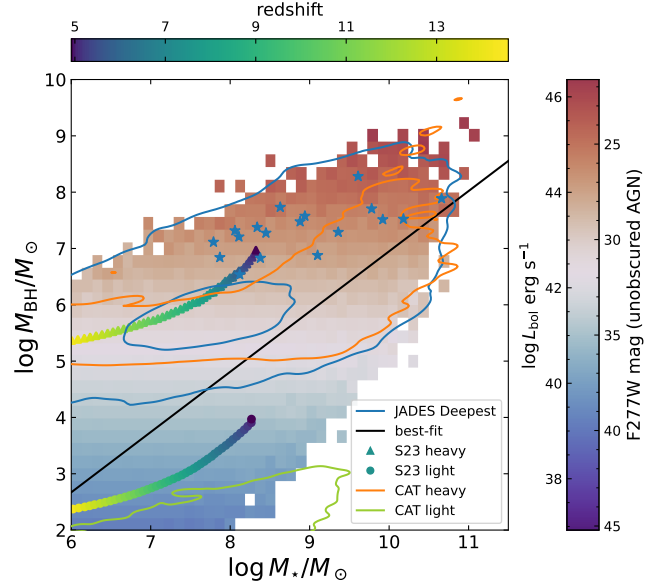 redshift
5 9 13
10
9
8
7
6
5
4
3
2
6 7 8 9 10 11
log M_BH/M_⊙
log M_⋆/M_⊙
JADES Deepest
best-fit
S23 heavy
S23 light
CAT heavy
CAT light
46
44
42
40
38
log L_bol erg s⁻¹
25
30
35
40
45
F277W mag (unobscured AGN)